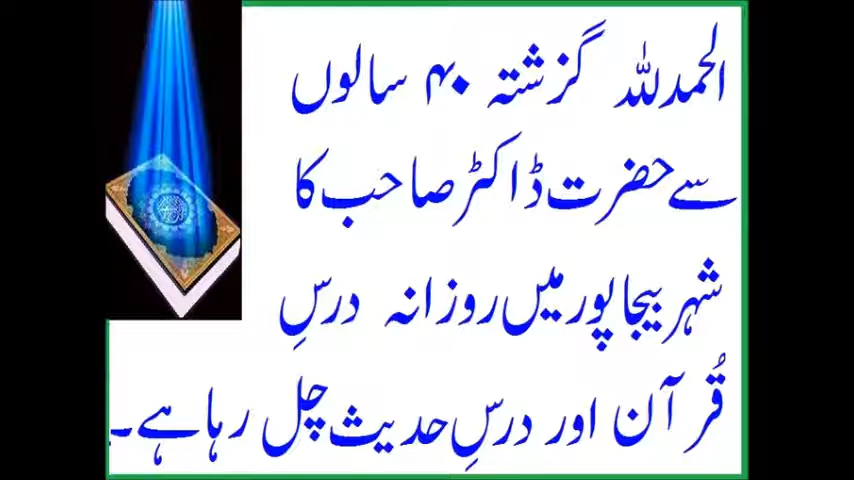 الحمدللہ گزشتہ ۴۰ سالوں
سے حضرت ڈاکٹر صاحب کا
شہر بیجاپور میں روزانہ درسِ
قُرآن اور درسِ حدیث چل رہا ہے۔